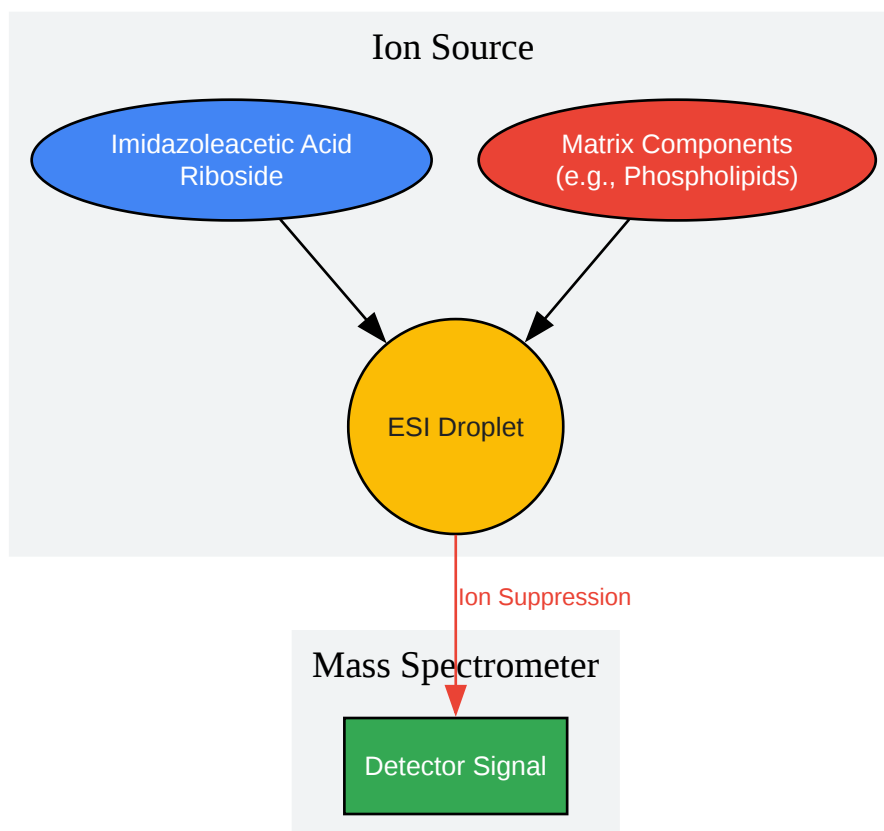 Ion Source
Imidazoleacetic Acid
Riboside
Matrix Components
(e.g., Phospholipids)
ESI Droplet
Ion Suppression
Mass Spectrometer
Detector Signal